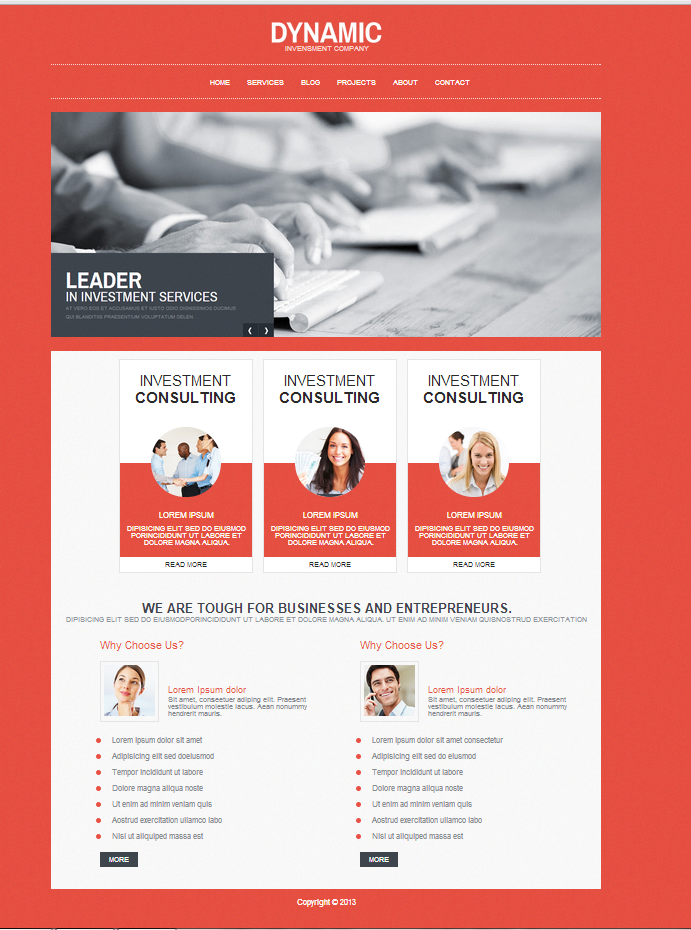 DYNAMIC
INVENSMENT COMPANY
HOME SERVICES BLOG PROJECTS ABOUT CONTACT
LEADER
IN INVESTMENT SERVICES
AT VERO EOS ET ACCUSAMUS ET IUSTO ODIO DIGNISSIMOS DUCIMUS
QUI BLANDITIIS PRAESENTIUM VOLUPTATUM DELEN
INVESTMENT
CONSULTING
LOREM IPSUM
DIPISICING ELIT SED DO EIUSMOD
PORINCIDIDUNT UT LABORE ET
DOLORE MAGNA ALIQUA.
READ MORE
INVESTMENT
CONSULTING
LOREM IPSUM
DIPISICING ELIT SED DO EIUSMOD
PORINCIDIDUNT UT LABORE ET
DOLORE MAGNA ALIQUA.
READ MORE
INVESTMENT
CONSULTING
LOREM IPSUM
DIPISICING ELIT SED DO EIUSMOD
PORINCIDIDUNT UT LABORE ET
DOLORE MAGNA ALIQUA.
READ MORE
WE ARE TOUGH FOR BUSINESSES AND ENTREPRENEURS.
DIPISICING ELIT SED DO EIUSMODPORINCIDIDUNT UT LABORE ET DOLORE MAGNA ALIQUA. UT ENIM AD MINIM VENIAM QUISNOSTRUD EXERCITATION
Why Choose Us?
Lorem Ipsum dolor
Sit amet, conseetuer adiping elit. Praesent
vestibulum molestie lacus. Aean nonummy
hendrerit mauris.
Lorem ipsum dolor sit amet
Adipisicing elit sed doeiusmod
Tempor incididunt ut labore
Dolore magna aliqua noste
Ut enim ad minim veniam quis
Aostrud exercitation ullamco labo
Nisi ut aliquiped massa est
MORE
Why Choose Us?
Lorem Ipsum dolor
Sit amet, conseetuer adiping elit. Praesent
vestibulum molestie lacus. Aean nonummy
hendrerit mauris.
Lorem ipsum dolor sit amet consectetur
Adipisicing elit sed do eiusmod
Tempor incididunt ut labore
Dolore magna aliqua noste
Ut enim ad minim veniam quis
Aostrud exercitation ullamco labo
Nisi ut aliquiped massa est
MORE
Copyright © 2013